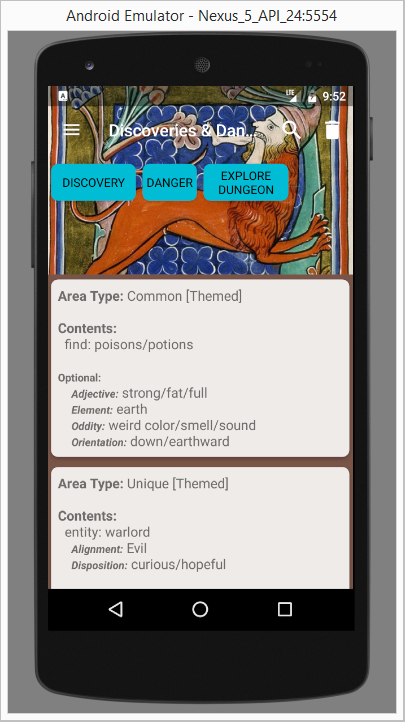 Android Emulator - Nexus_5_API_24:5554
A LTE 9:52
Discoveries & Dan...
DISCOVERY DANGER EXPLORE
DUNGEON
Area Type: Common [Themed]
Contents:
find: poisons/potions
Optional:
Adjective: strong/fat/full
Element: earth
Oddity: weird color/smell/sound
Orientation: down/earthward
Area Type: Unique [Themed]
Contents:
entity: warlord
Alignment: Evil
Disposition: curious/hopeful